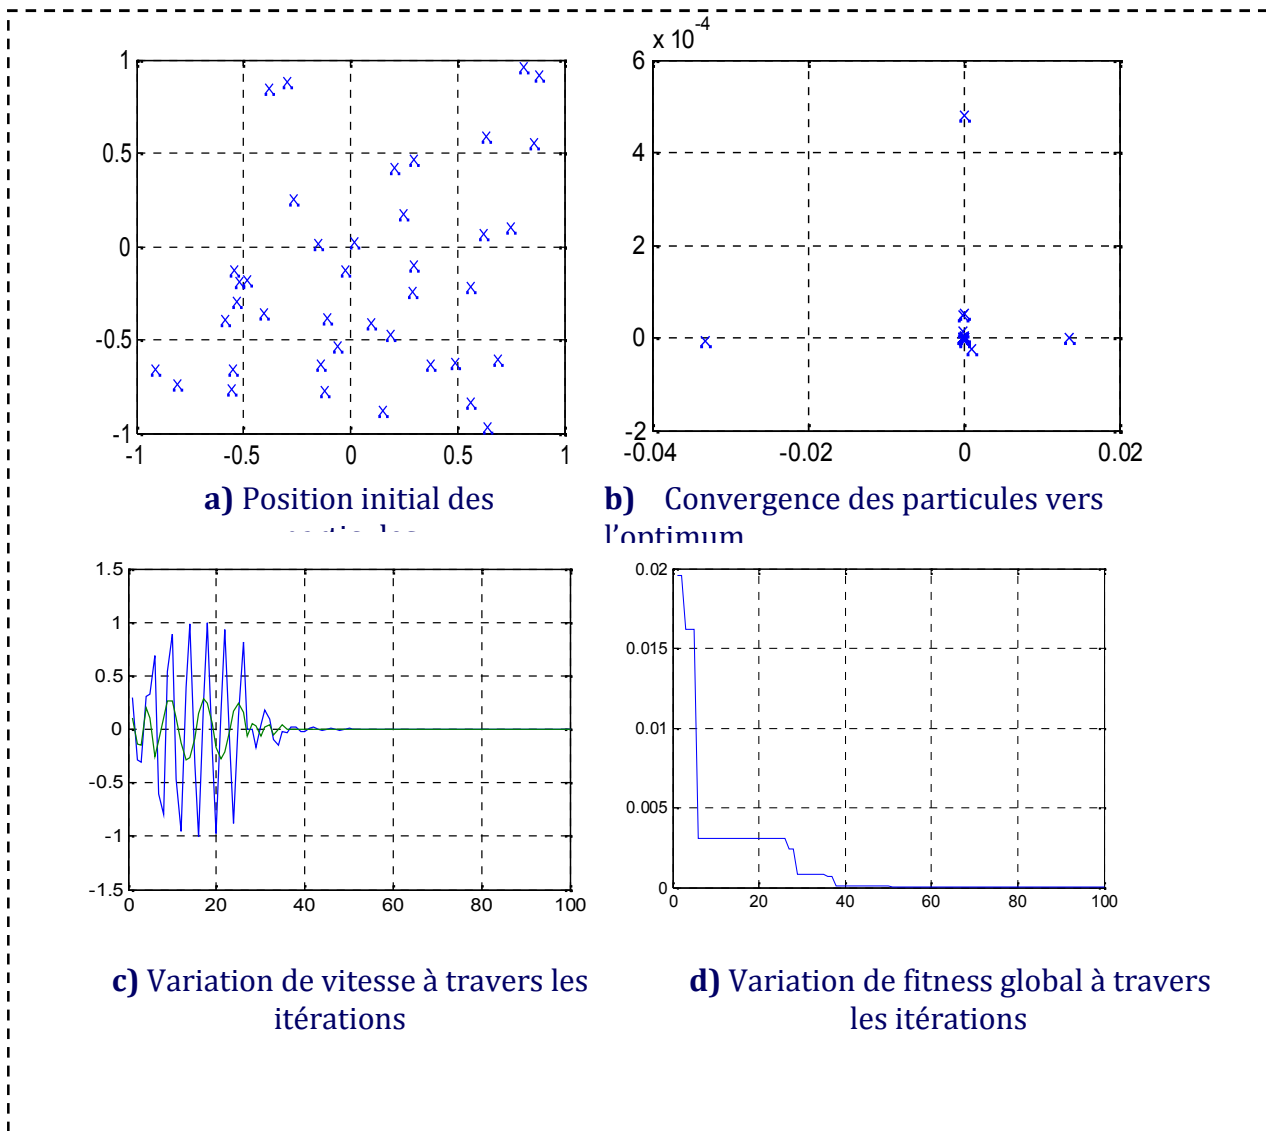 x 10^-4
1
0.5
0
-0.5
-1
-1 -0.5 0 0.5 1
6
4
2
0
-2
-0.04 -0.02 0 0.02
a) Position initial des
b) Convergence des particules vers
l'optimum
1.5
1
0.5
0
-0.5
-1
-1.5
0 20 40 60 80 100
0.02
0.015
0.01
0.005
0
0 20 40 60 80 100
c) Variation de vitesse à travers les
itérations
d) Variation de fitness global à travers
les itérations